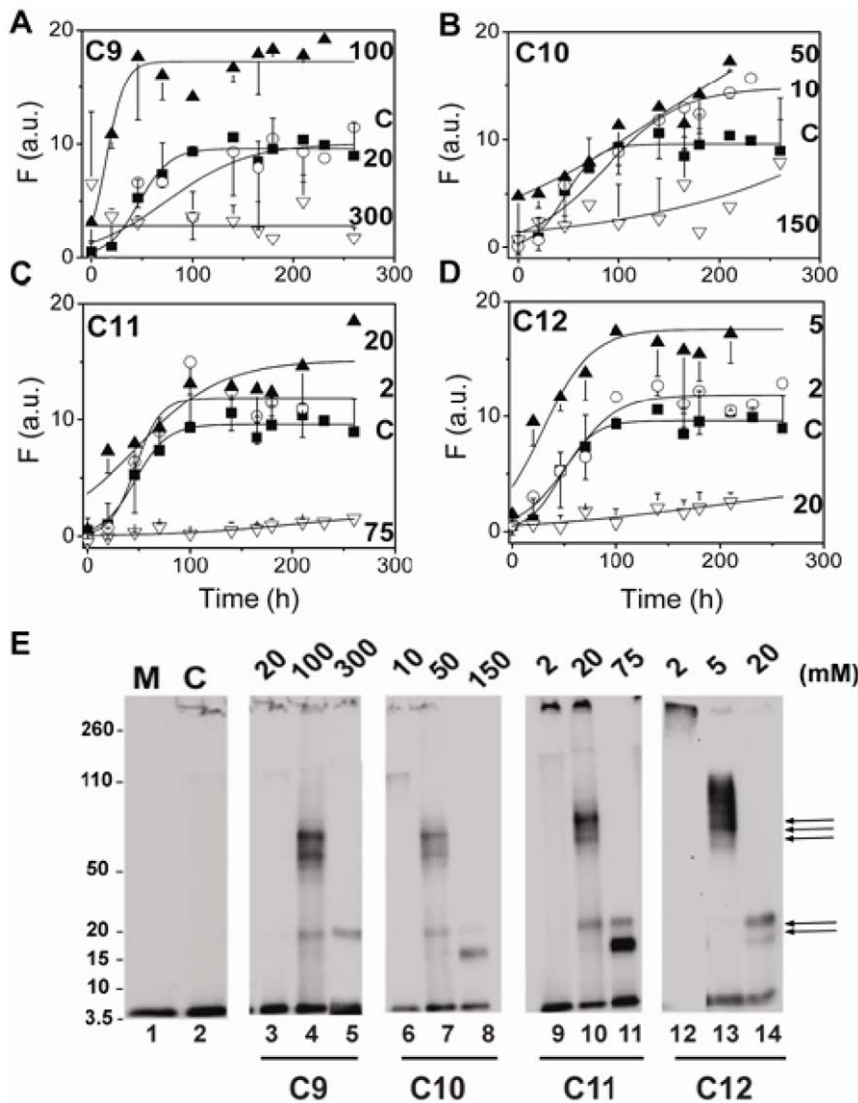 A B
C9 C10
F (a.u.) F (a.u.)
20 20
10 10
0 0
100 50
C 10
20 C
300 150
0 100 200 300 0 100 200 300
C D
C11 C12
F (a.u.) F (a.u.)
20 20
10 10
0 0
20 5
2 2
C C
75 20
0 100 200 300 0 100 200 300
Time (h) Time (h)
E
M C 20 100 300 10 50 150 2 20 75 2 5 20 (mM)
260 -
110 -
50 -
20 -
15 -
10 -
3.5 -
1 2 3 4 5 6 7 8 9 10 11 12 13 14
C9 C10 C11 C12